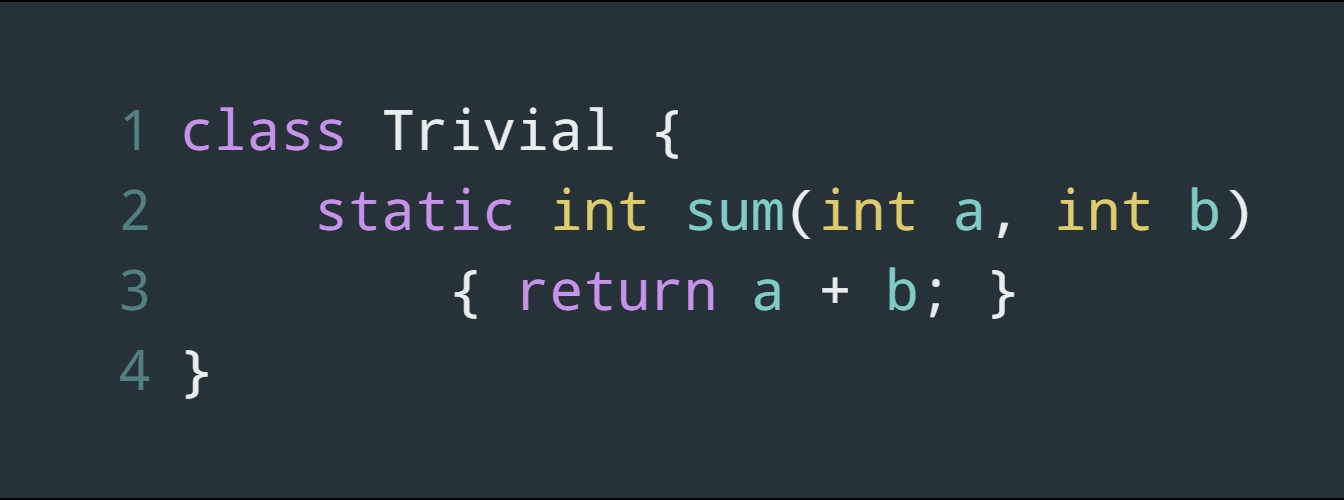 1 class Trivial {
2     static int sum(int a, int b)
3         { return a + b; }
4 }